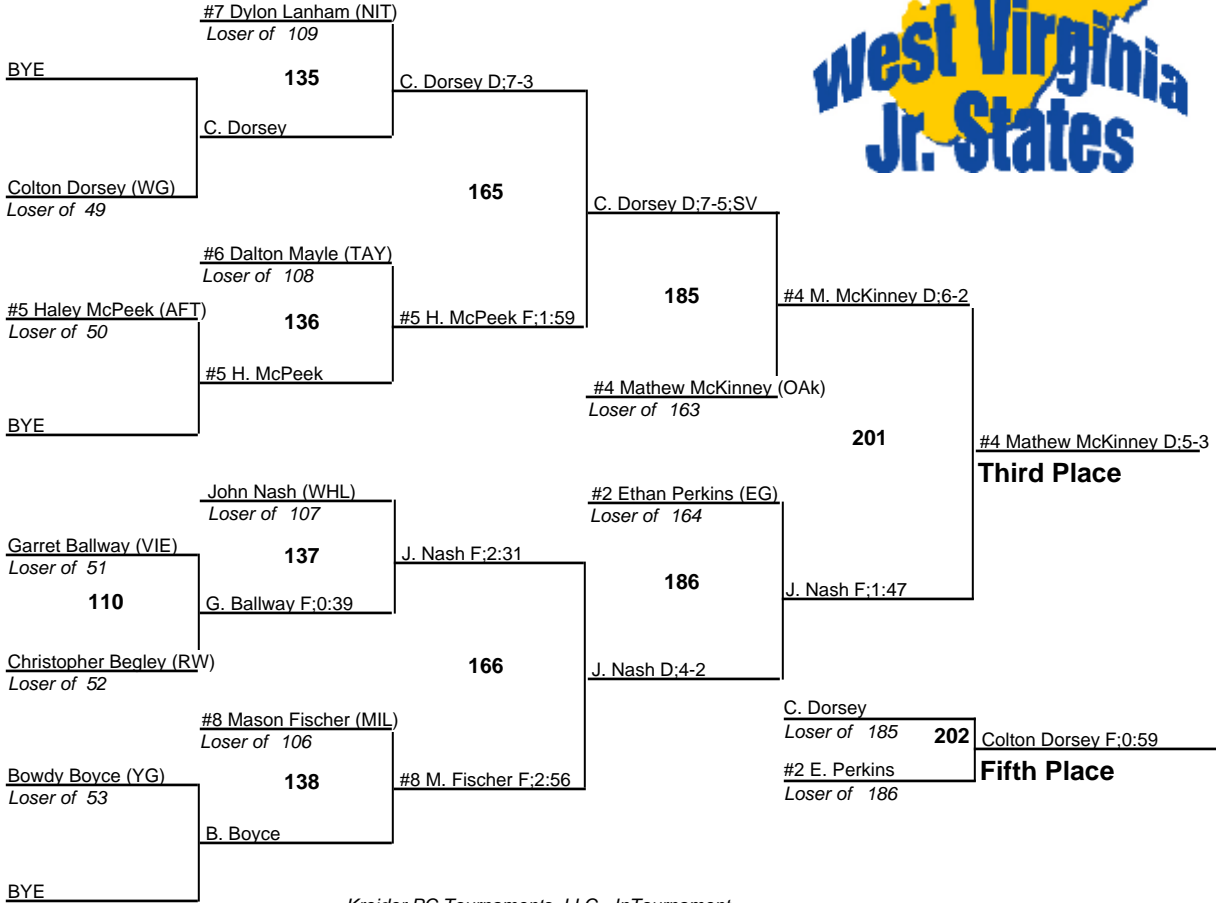 #7 Dylon Lanham (NIT)
Loser of 109
West Virginia
Jr. States
BYE
135
C. Dorsey D;7-3
C. Dorsey
Colton Dorsey (WG)
Loser of 49
165
C. Dorsey D;7-5;SV
#6 Dalton Mayle (TAY)
Loser of 108
#5 Haley McPeek (AFT)
Loser of 50
136
#5 H. McPeek F;1:59
185
#4 M. McKinney D;6-2
#5 H. McPeek
#4 Mathew McKinney (OAk)
Loser of 163
BYE
201
#4 Mathew McKinney D;5-3
Third Place
John Nash (WHL)
Loser of 107
#2 Ethan Perkins (EG)
Loser of 164
Garret Ballway (VIE)
Loser of 51
137
J. Nash F;2:31
186
J. Nash F;1:47
110
G. Ballway F;0:39
Christopher Begley (RW)
Loser of 52
166
J. Nash D;4-2
#8 Mason Fischer (MIL)
Loser of 106
C. Dorsey
Loser of 185
202
Colton Dorsey F;0:59
Fifth Place
#2 E. Perkins
Loser of 186
Bowdy Boyce (YG)
Loser of 53
138
#8 M. Fischer F;2:56
B. Boyce
BYE